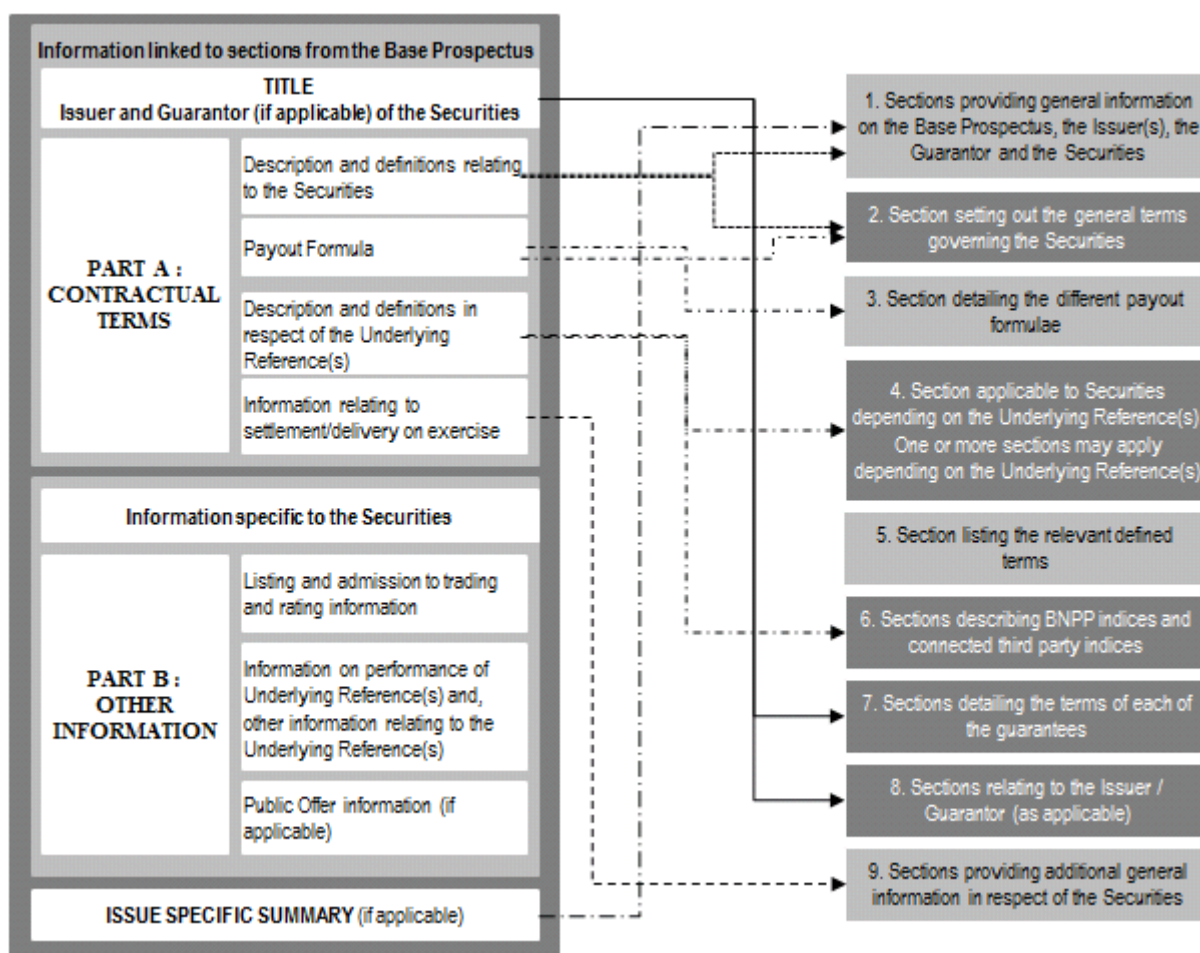 Information linked to sections from the Base Prospectus
TITLE
Issuer and Guarantor (if applicable) of the Securities
PART A :
CONTRACTUAL
TERMS
Description and definitions relating
to the Securities
Payout Formula
Description and definitions in
respect of the Underlying
Reference(s)
Information relating to
settlement/delivery on exercise
Information specific to the Securities
PART B :
OTHER
INFORMATION
Listing and admission to trading
and rating information
Information on performance of
Underlying Reference(s) and,
other information relating to the
Underlying Reference(s)
Public Offer information (if
applicable)
ISSUE SPECIFIC SUMMARY (if applicable)
1. Sections providing general information
on the Base Prospectus, the Issuer(s), the
Guarantor and the Securities
2. Section setting out the general terms
governing the Securities
3. Section detailing the different payout
formulae
4. Section applicable to Securities
depending on the Underlying Reference(s)
One or more sections may apply
depending on the Underlying Reference(s)
5. Section listing the relevant defined
terms
6. Sections describing BNPP indices and
connected third party indices
7. Sections detailing the terms of each of
the guarantees
8. Sections relating to the Issuer /
Guarantor (as applicable)
9. Sections providing additional general
information in respect of the Securities